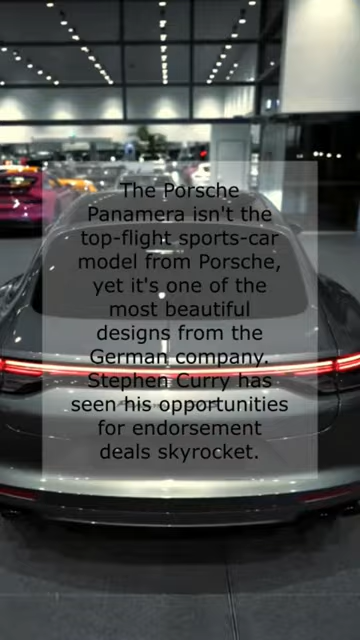 The Porsche
Panamera isn't the
top-flight sports-car
model from Porsche,
yet it's one of the
most beautiful
designs from the
German company.
Stephen Curry has
seen his opportunities
for endorsement
deals skyrocket.